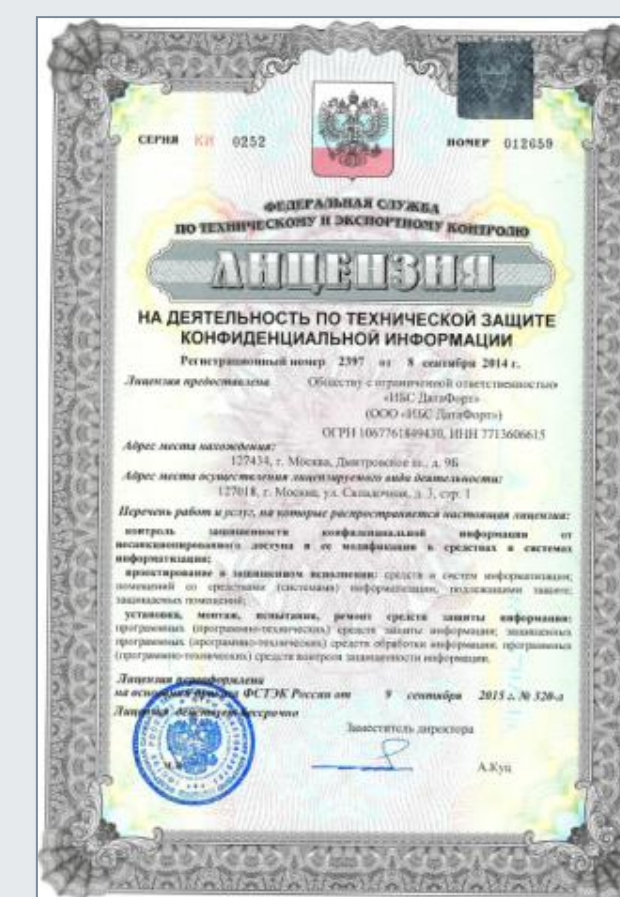 СЕРИЯ КИ 0252 НОМЕР 012659
ФЕДЕРАЛЬНАЯ СЛУЖБА
ПО ТЕХНИЧЕСКОМУ И ЭКСПОРТНОМУ КОНТРОЛЮ
ЛИЦЕНЗИЯ
НА ДЕЯТЕЛЬНОСТЬ ПО ТЕХНИЧЕСКОЙ ЗАЩИТЕ
КОНФИДЕНЦИАЛЬНОЙ ИНФОРМАЦИИ
Регистрационный номер 2397 от 8 сентября 2014 г.
Лицензия предоставлена Обществу с ограниченной ответственностью
«ИБС ДатаФорт»
(ООО «ИБС ДатаФорт»)
ОГРН 1067761849430, ИНН 7713606615
Адрес места нахождения:
127434, г. Москва, Дмитровское ш., д. 9Б
Адрес места осуществления лицензируемого вида деятельности:
127018, г. Москва, ул. Складочная, д. 3, стр. 1
Перечень работ и услуг, на которые распространяется настоящая лицензия:
контроль защищенности конфиденциальной информации от
несанкционированного доступа и ее модификации в средствах и системах
информатизации;
проектирование в защищенном исполнении: средств и систем информатизации;
помещений со средствами (системами) информатизации, подлежащими защите;
защищаемых помещений;
установка, монтаж, испытания, ремонт средств защиты информации:
программных (программно-технических) средств защиты информации; защищенных
программных (программно-технических) средств обработки информации; программных
(программно-технических) средств контроля защищенности информации.
Лицензия переоформлена
на основании приказа ФСТЭК России от 9 сентября 2015 г. № 320-л
Лицензия действует бессрочно
Заместитель директора
А.Куц